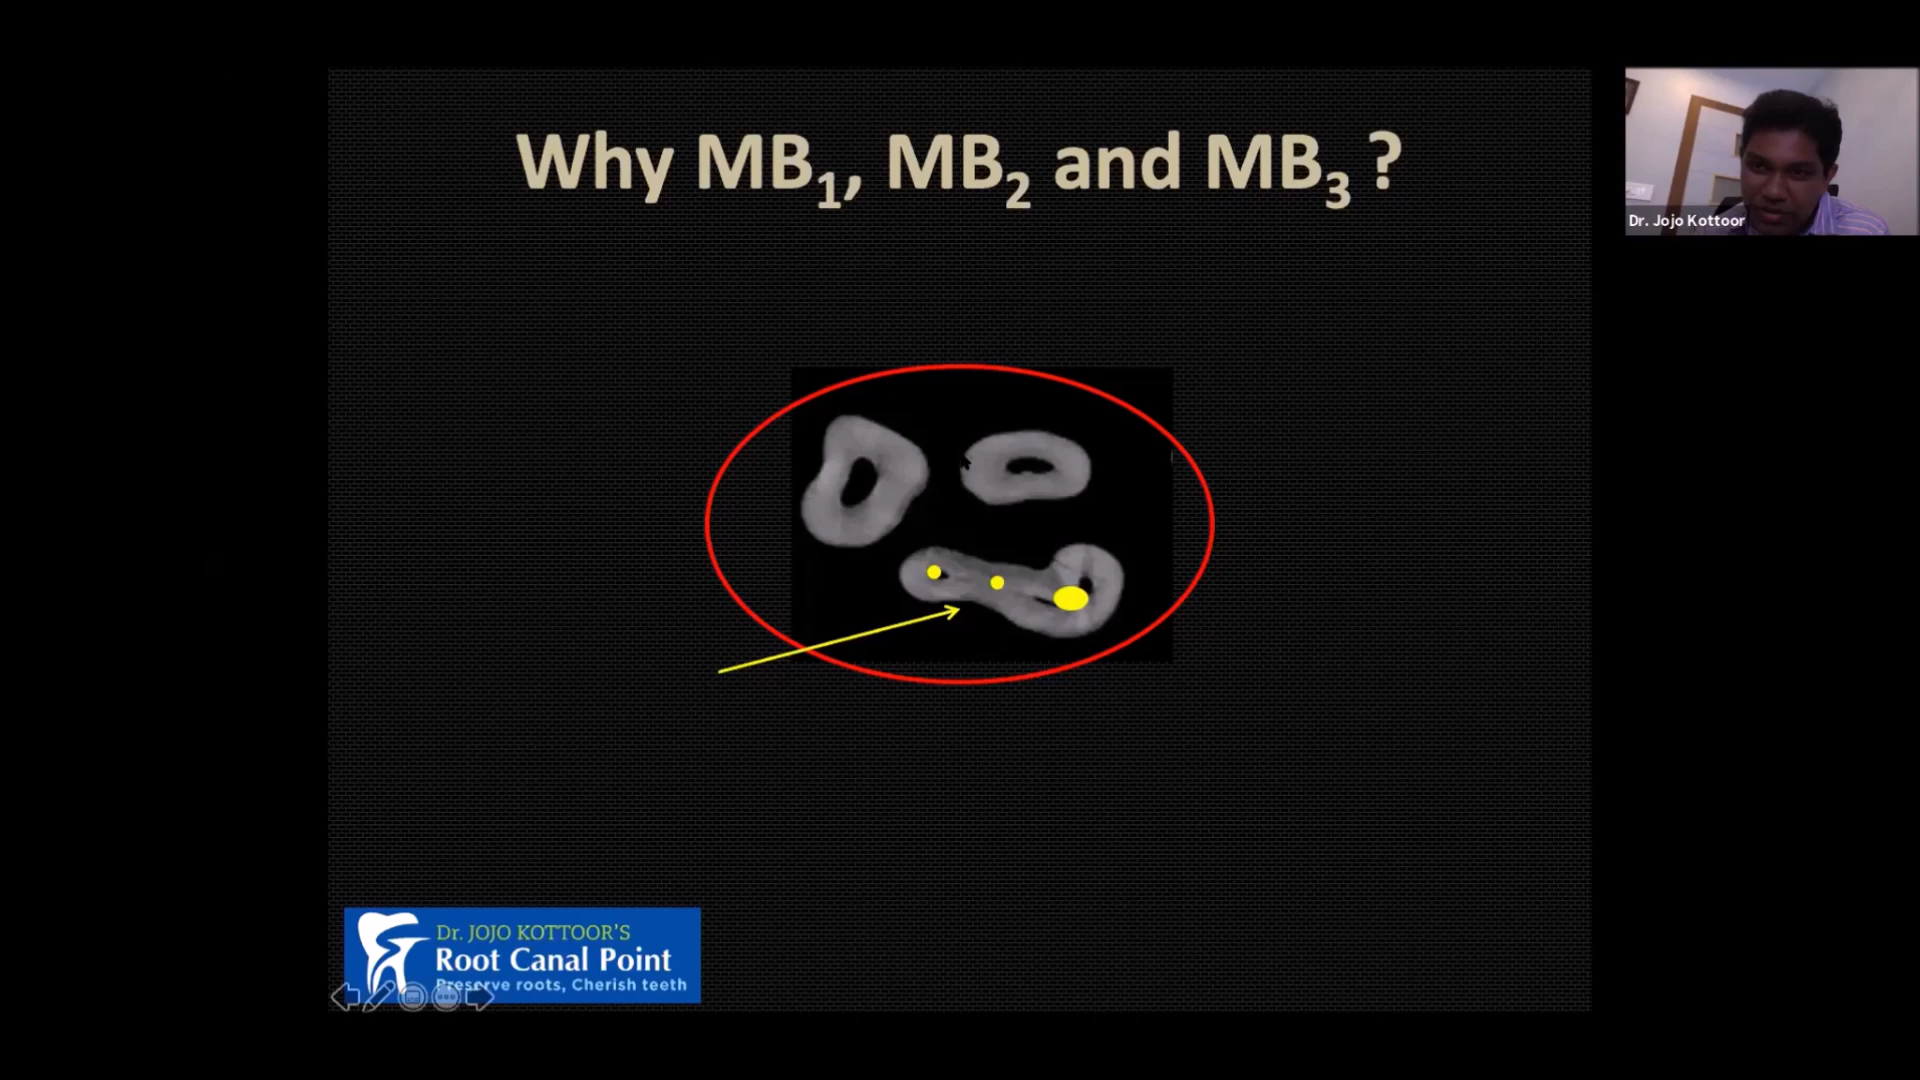 Why MB₁, MB₂ and MB₃ ?
Dr. Jojo Kottoor
Dr. JOJO KOTTOOR'S
Root Canal Point
Preserve roots, Cherish teeth